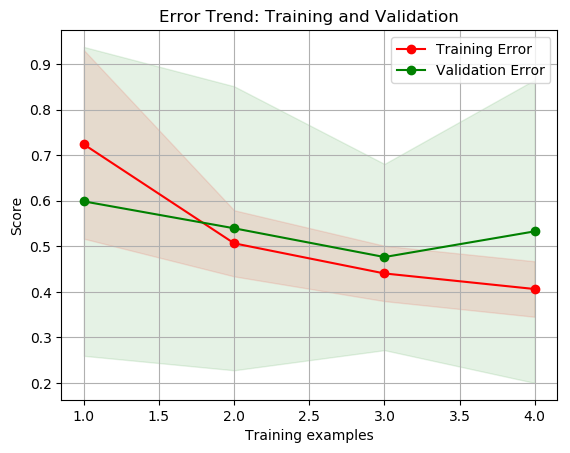 Error Trend: Training and Validation
Training Error
Validation Error
Score
0.9
0.8
0.7
0.6
0.5
0.4
0.3
0.2
1.0 1.5 2.0 2.5 3.0 3.5 4.0
Training examples